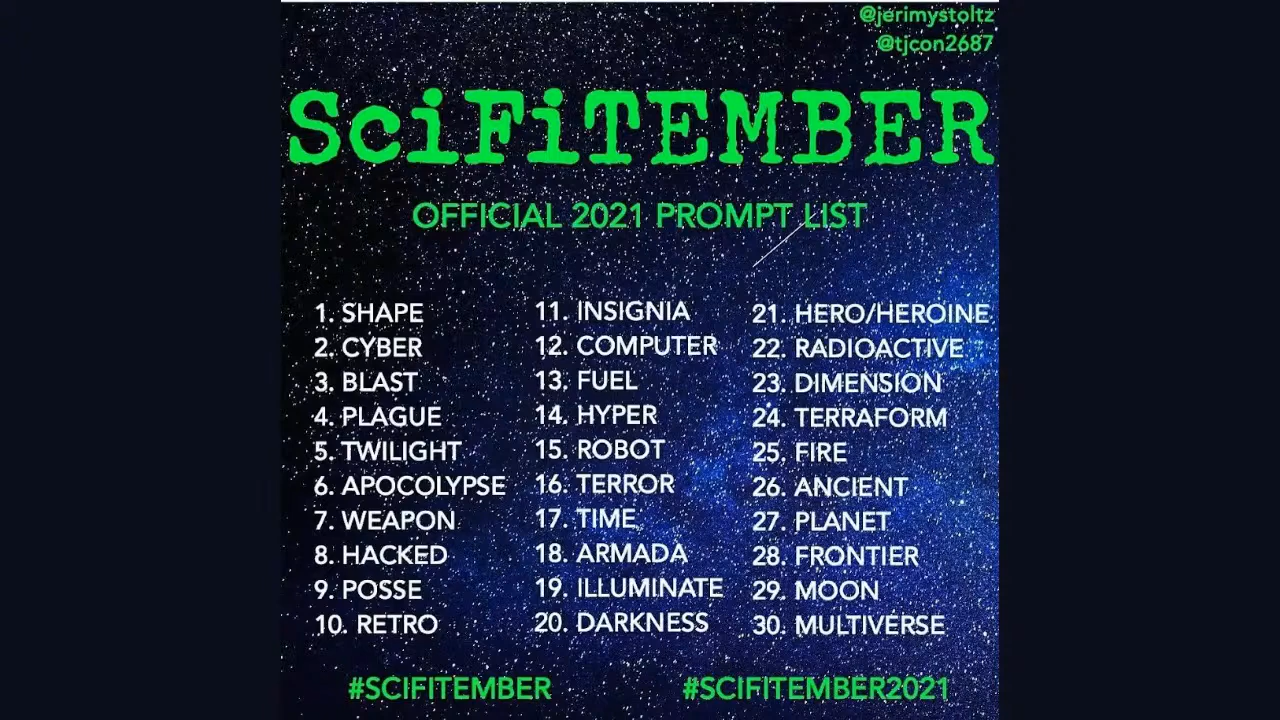 @jerimystoltz
@tjcon2687
SciFiTEMBER
OFFICIAL 2021 PROMPT LIST
1. SHAPE
2. CYBER
3. BLAST
4. PLAGUE
5. TWILIGHT
6. APOCOLYPSE
7. WEAPON
8. HACKED
9. POSSE
10. RETRO
11. INSIGNIA
12. COMPUTER
13. FUEL
14. HYPER
15. ROBOT
16. TERROR
17. TIME
18. ARMADA
19. ILLUMINATE
20. DARKNESS
21. HERO/HEROINE
22. RADIOACTIVE
23. DIMENSION
24. TERRAFORM
25. FIRE
26. ANCIENT
27. PLANET
28. FRONTIER
29. MOON
30. MULTIVERSE
#SCIFITEMBER
#SCIFITEMBER2021